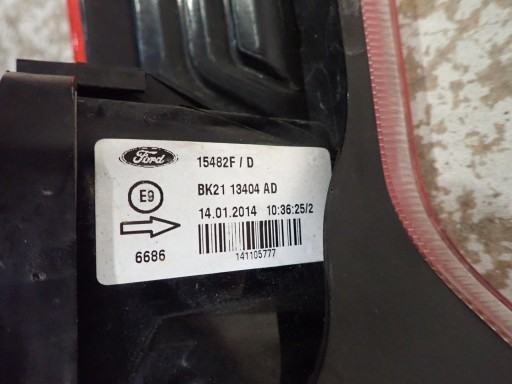 Ford 15482F / D
E9 BK21 13404 AD
14.01.2014 10:36:25/2
6686 141105777